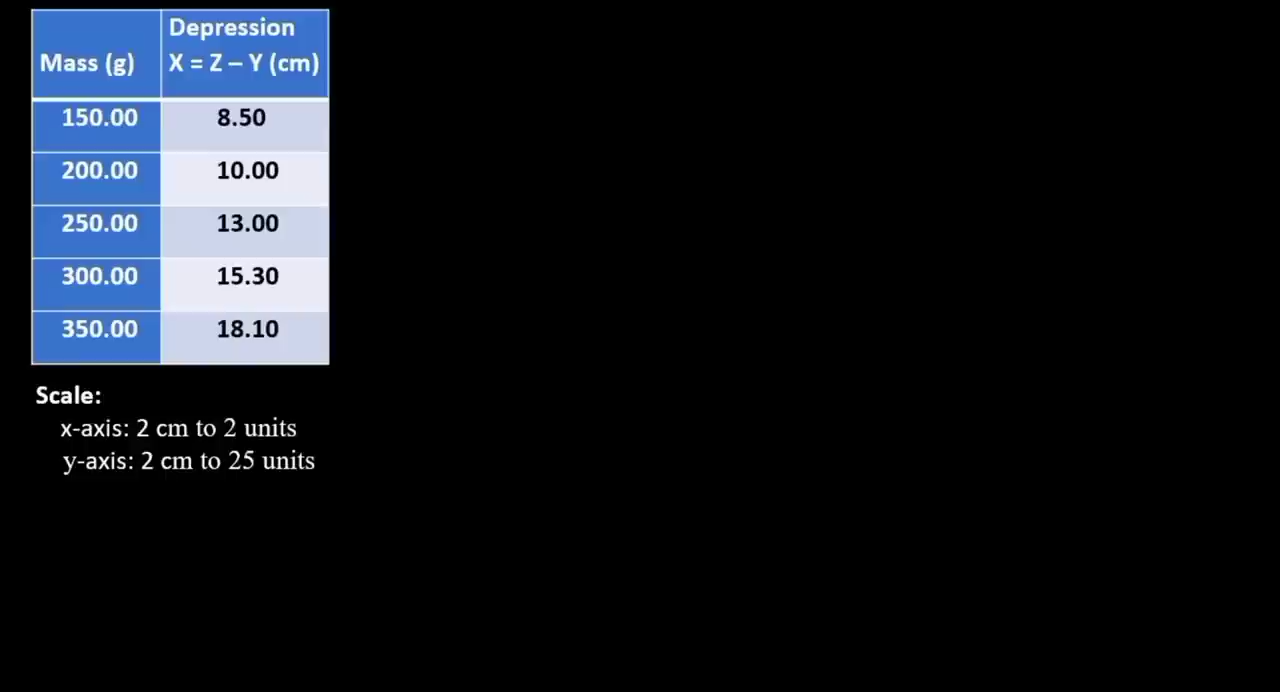 Mass (g) Depression X = Z – Y (cm)
150.00 8.50
200.00 10.00
250.00 13.00
300.00 15.30
350.00 18.10
Scale:
x-axis: 2 cm to 2 units
y-axis: 2 cm to 25 units